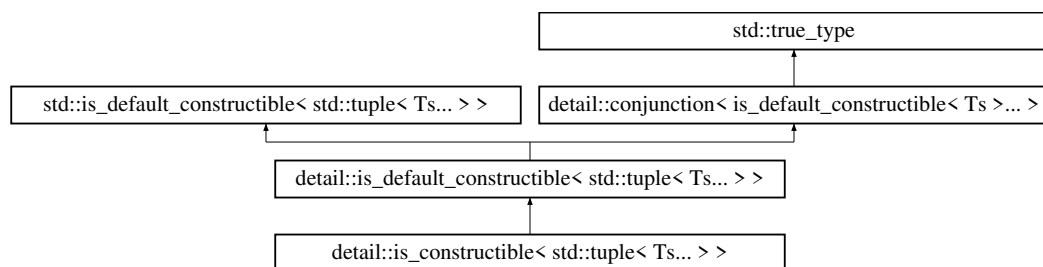 std::true_type
std::is_default_constructible< std::tuple< Ts... > >
detail::conjunction< is_default_constructible< Ts >... >
detail::is_default_constructible< std::tuple< Ts... > >
detail::is_constructible< std::tuple< Ts... > >